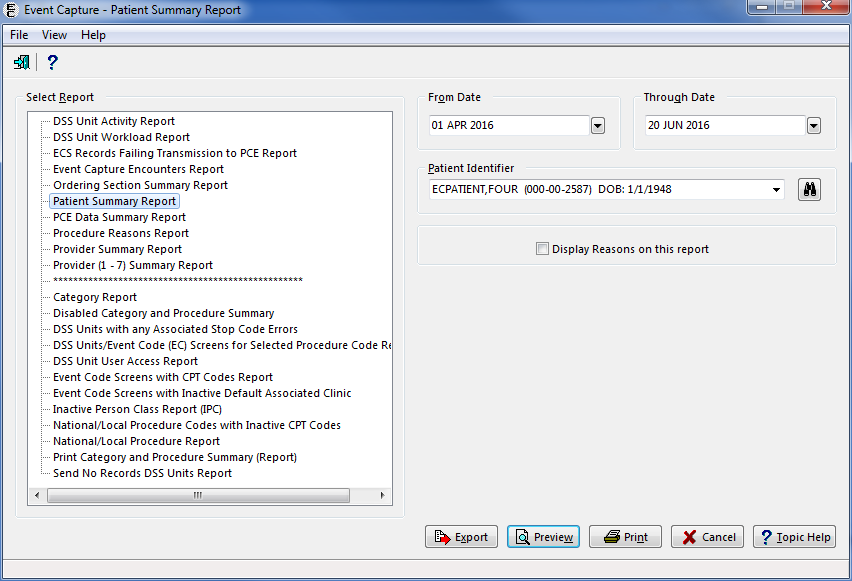 Event Capture - Patient Summary Report
File View Help
?
Select Report
DSS Unit Activity Report
DSS Unit Workload Report
ECS Records Failing Transmission to PCE Report
Event Capture Encounters Report
Ordering Section Summary Report
Patient Summary Report
PCE Data Summary Report
Procedure Reasons Report
Provider Summary Report
Provider (1 - 7) Summary Report
**************************************************
Category Report
Disabled Category and Procedure Summary
DSS Units with any Associated Stop Code Errors
DSS Units/Event Code (EC) Screens for Selected Procedure Code Re
DSS Unit User Access Report
Event Code Screens with CPT Codes Report
Event Code Screens with Inactive Default Associated Clinic
Inactive Person Class Report (IPC)
National/Local Procedure Codes with Inactive CPT Codes
National/Local Procedure Report
Print Category and Procedure Summary (Report)
Send No Records DSS Units Report
From Date
01 APR 2016
Through Date
20 JUN 2016
Patient Identifier
ECPATIENT,FOUR (000-00-2587) DOB: 1/1/1948
Display Reasons on this report
Export Preview Print Cancel ? Topic Help